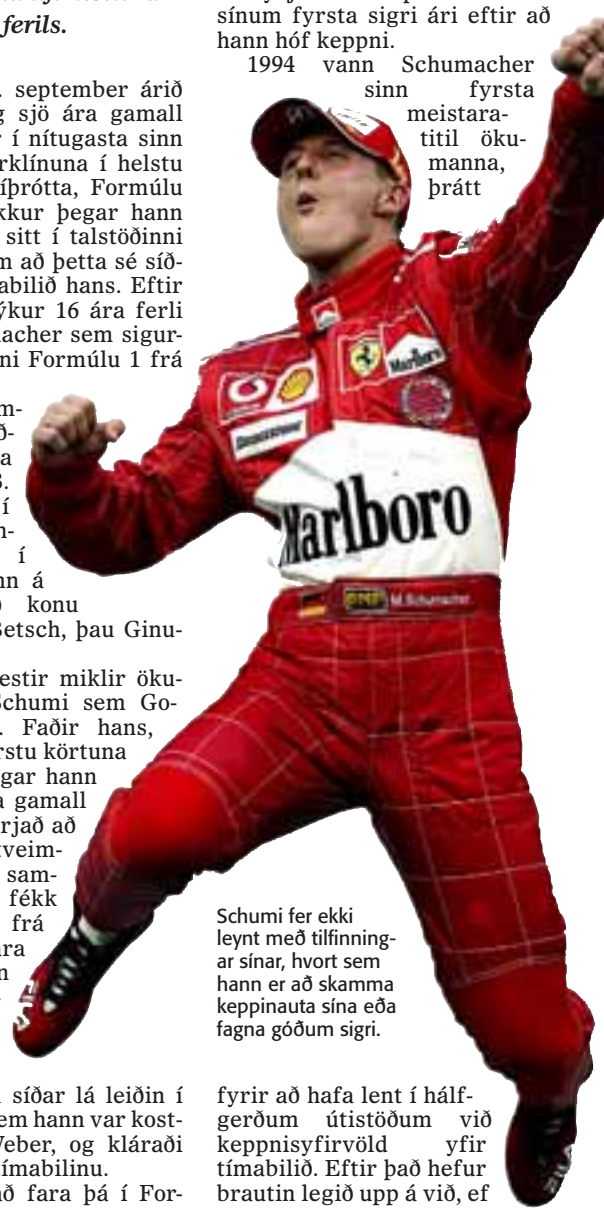 ferils.
. september árið
g sjö ára gamall
r í nítugasta sinn
rklínuna í helstu
íþrótta, Formúlu
kkur þegar hann
sitt í talstöðinni
m að þetta sé síð-
abilið hans. Eftir
ýkur 16 ára ferli
acher sem sigur-
ni Formúlu 1 frá
m-
ð-
a
í
n-
í
nn á
konu
Betsch, þau Ginu-
estir miklir öku-
Schumi sem Go-
. Faðir hans,
rstu körtuna
gar hann
a gamall
rjað að
tveim-
sam-
fékk
frá
ára
n
síðar lá leiðin í
em hann var kost-
Weber, og kláraði
tímabilinu.
ð fara þá í For-
sínum fyrsta sigri ári eftir að
hann hóf keppni.
1994 vann Schumacher
sinn fyrsta
meistara-
titil öku-
manna,
þrátt
fyrir að hafa lent í hálf-
gerðum útistöðum við
keppnisyfirvöld yfir
tímabilið. Eftir það hefur
brautin legið upp á við, ef
Marlboro
Marlboro
M. Schumacher
Schumi fer ekki
leynt með tilfinning-
ar sínar, hvort sem
hann er að skamma
keppinauta sína eða
fagna góðum sigri.